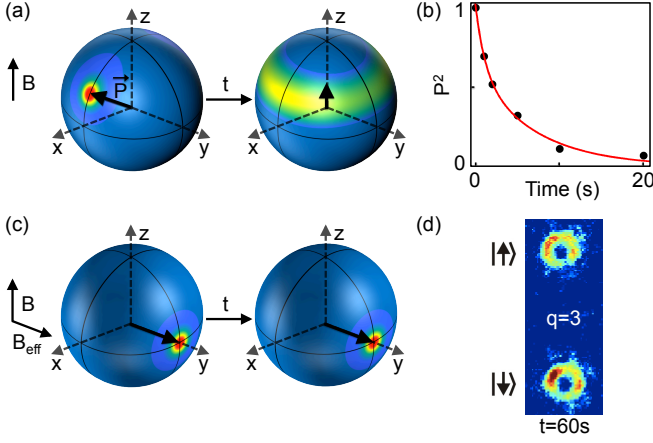 (a)
z
B
P
x
y
t
z
x
y
(b)
1
P²
0
0
20
Time (s)
(c)
z
B
B_eff
x
y
t
z
x
y
(d)
|↑⟩
q=3
|↓⟩
t=60s